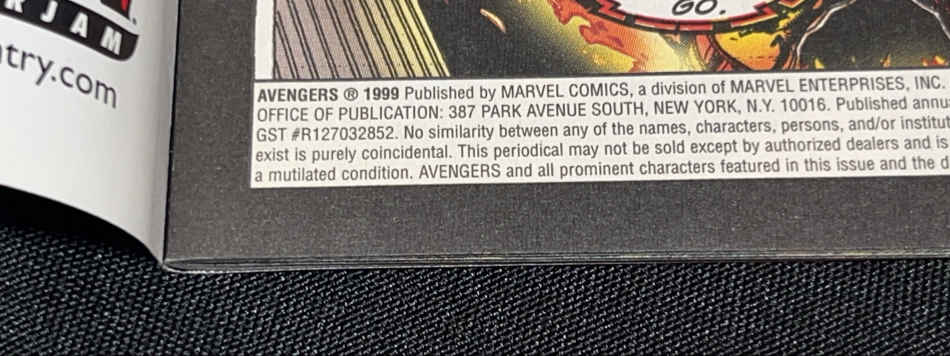 RJAM
try.com
GO.
AVENGERS ® 1999 Published by MARVEL COMICS, a division of MARVEL ENTERPRISES, INC.
OFFICE OF PUBLICATION: 387 PARK AVENUE SOUTH, NEW YORK, N.Y. 10016. Published annu
GST #R127032852. No similarity between any of the names, characters, persons, and/or institut
exist is purely coincidental. This periodical may not be sold except by authorized dealers and is
a mutilated condition. AVENGERS and all prominent characters featured in this issue and the d